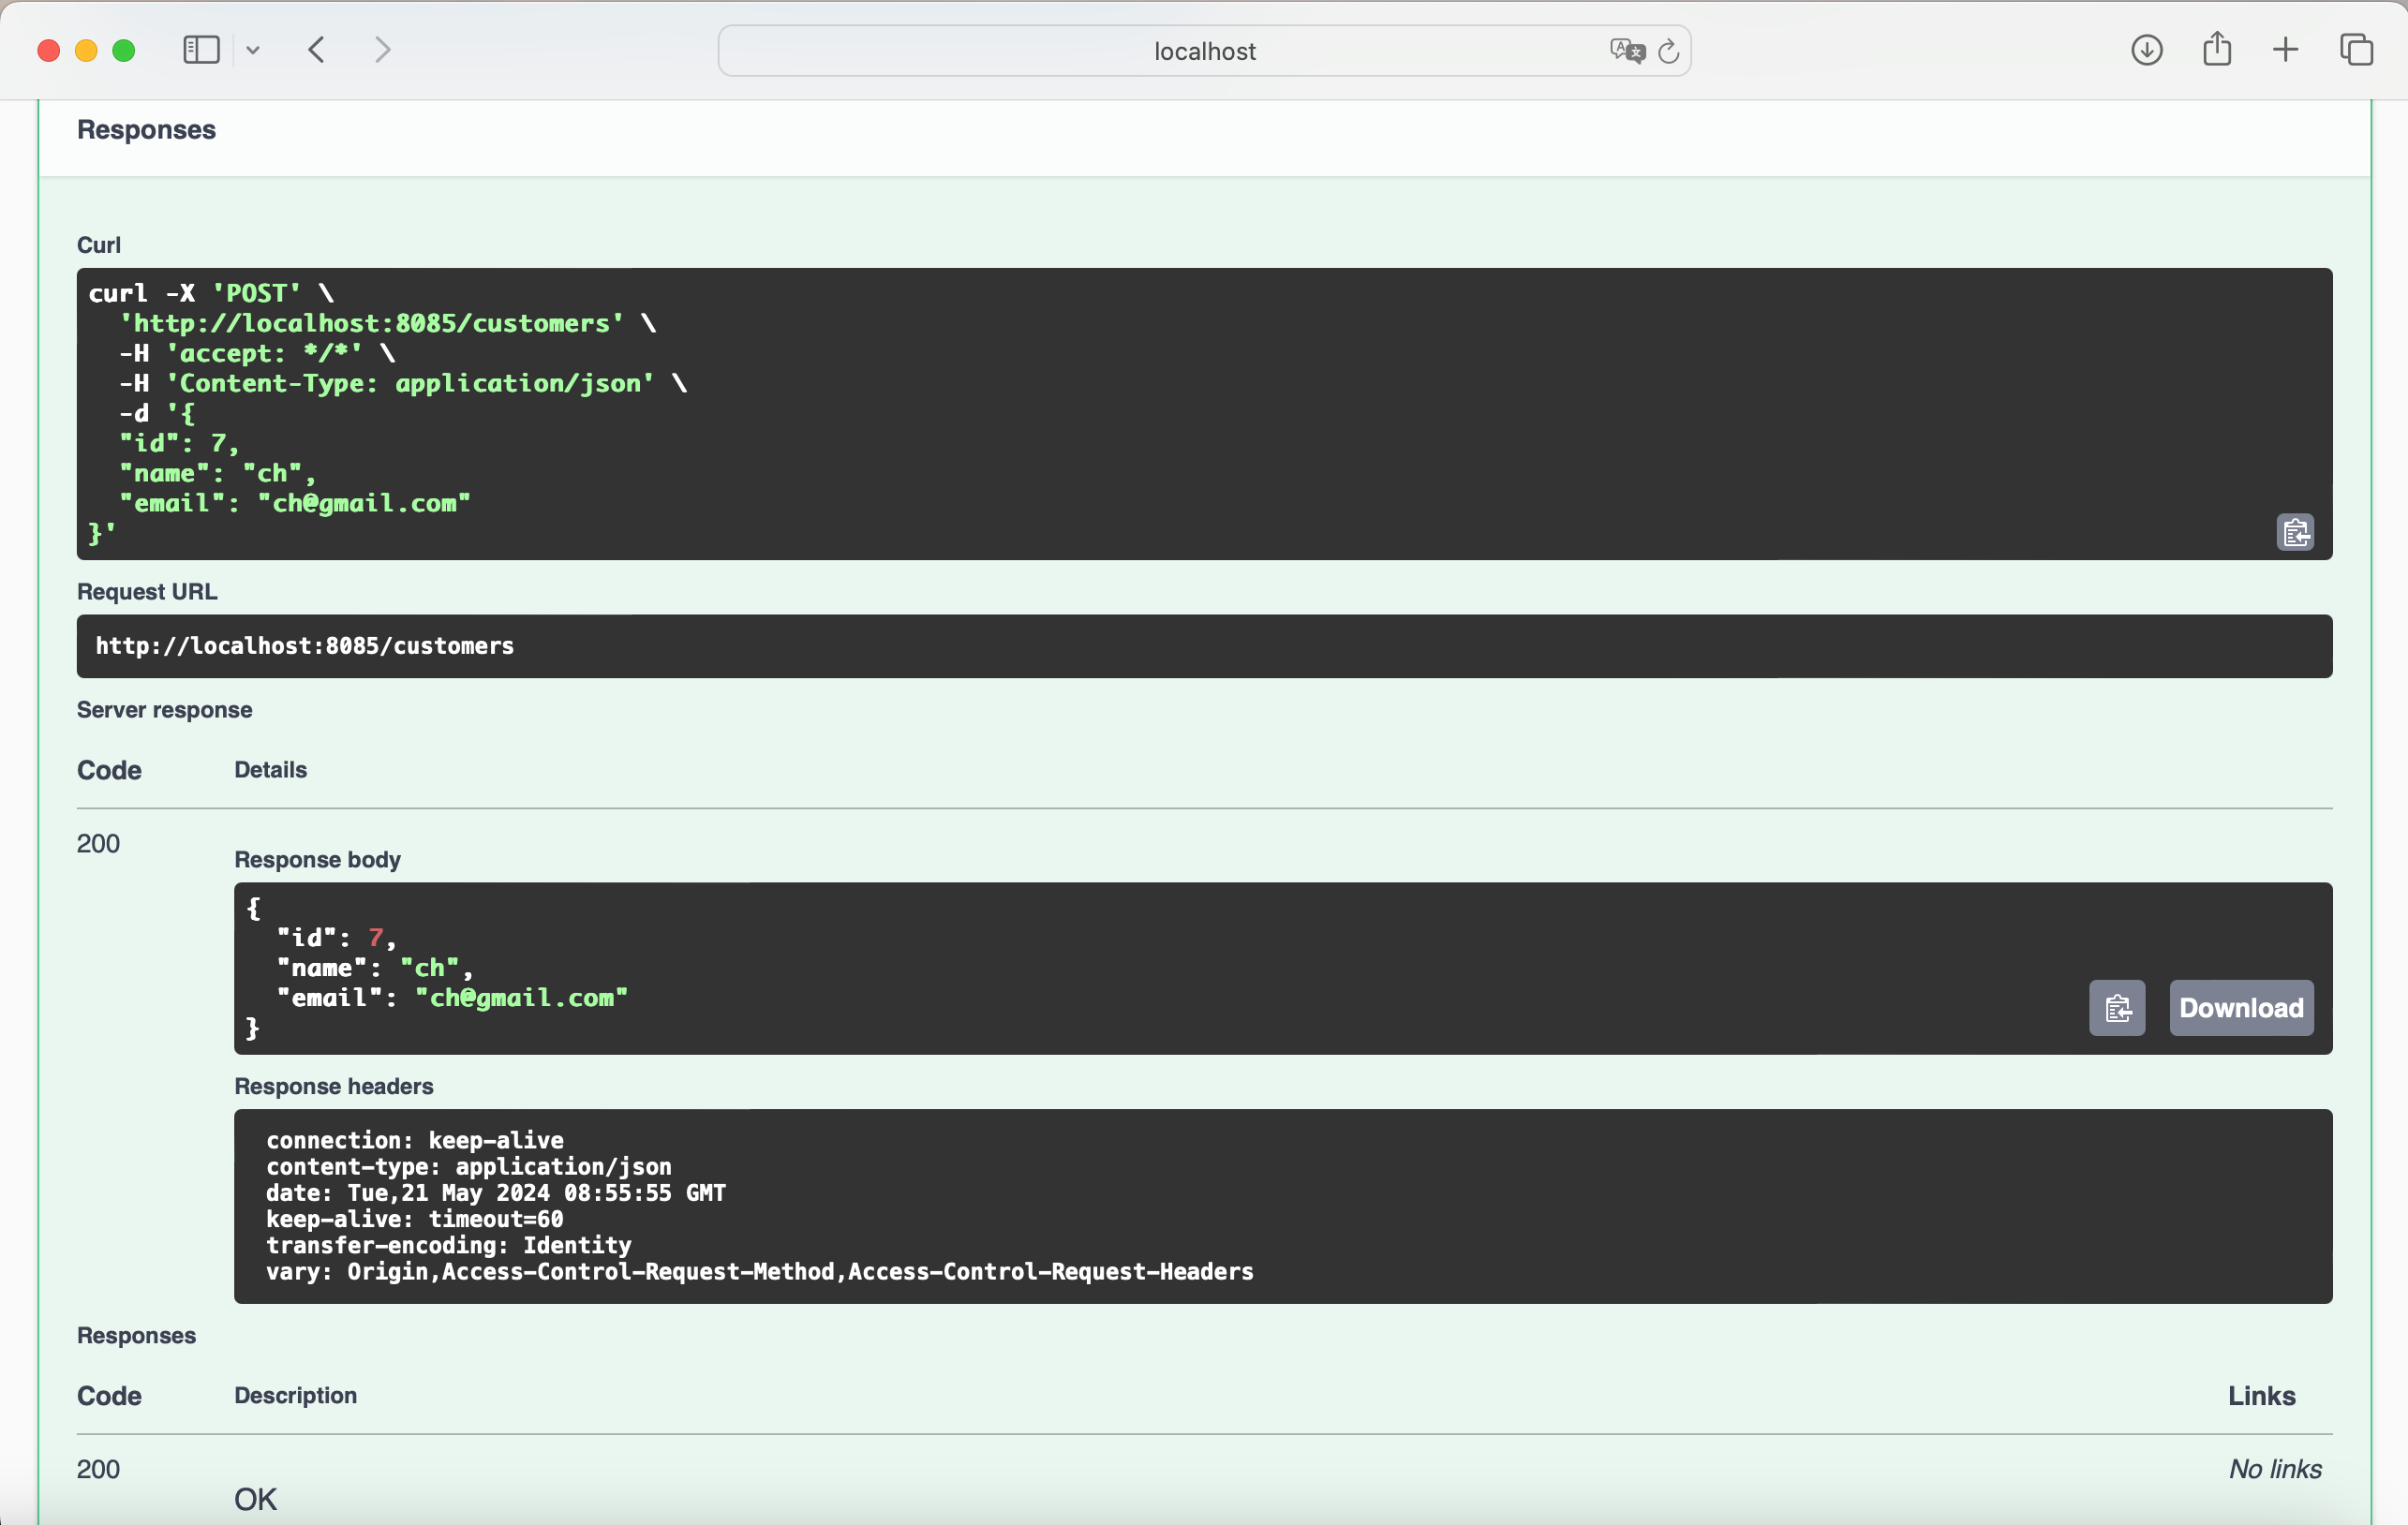 localhost
Responses
Curl
curl -X 'POST' \
'http://localhost:8085/customers' \
-H 'accept: */*' \
-H 'Content-Type: application/json' \
-d '{
"id": 7,
"name": "ch",
"email": "ch@gmail.com"
}'
Request URL
http://localhost:8085/customers
Server response
Code Details
200
Response body
{
"id": 7,
"name": "ch",
"email": "ch@gmail.com"
}
Download
Response headers
connection: keep-alive
content-type: application/json
date: Tue,21 May 2024 08:55:55 GMT
keep-alive: timeout=60
transfer-encoding: Identity
vary: Origin,Access-Control-Request-Method,Access-Control-Request-Headers
Responses
Code Description Links
200 No links
OK